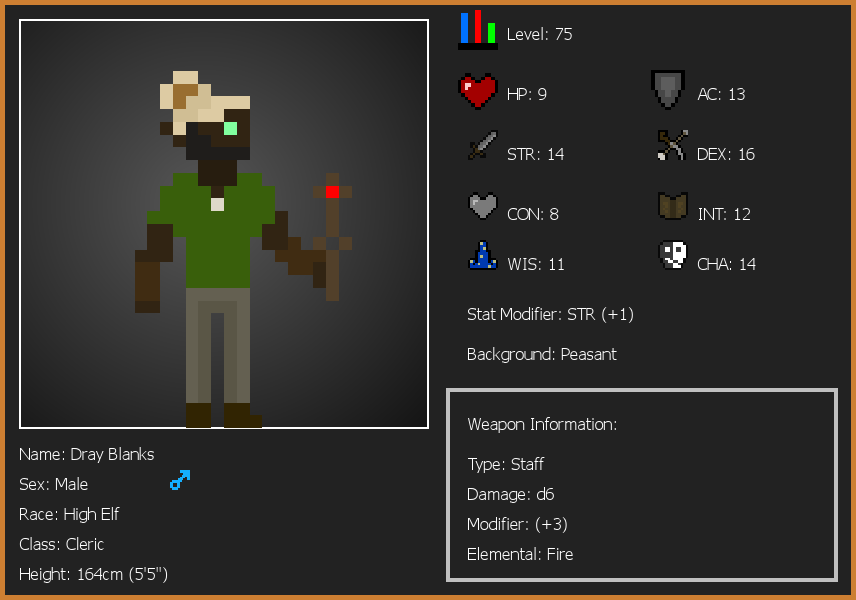 Level: 75
HP: 9
AC: 13
STR: 14
DEX: 16
CON: 8
INT: 12
WIS: 11
CHA: 14
Stat Modifier: STR (+1)
Background: Peasant
Weapon Information:
Type: Staff
Damage: d6
Modifier: (+3)
Elemental: Fire
Name: Dray Blanks
Sex: Male
Race: High Elf
Class: Cleric
Height: 164cm (5'5")